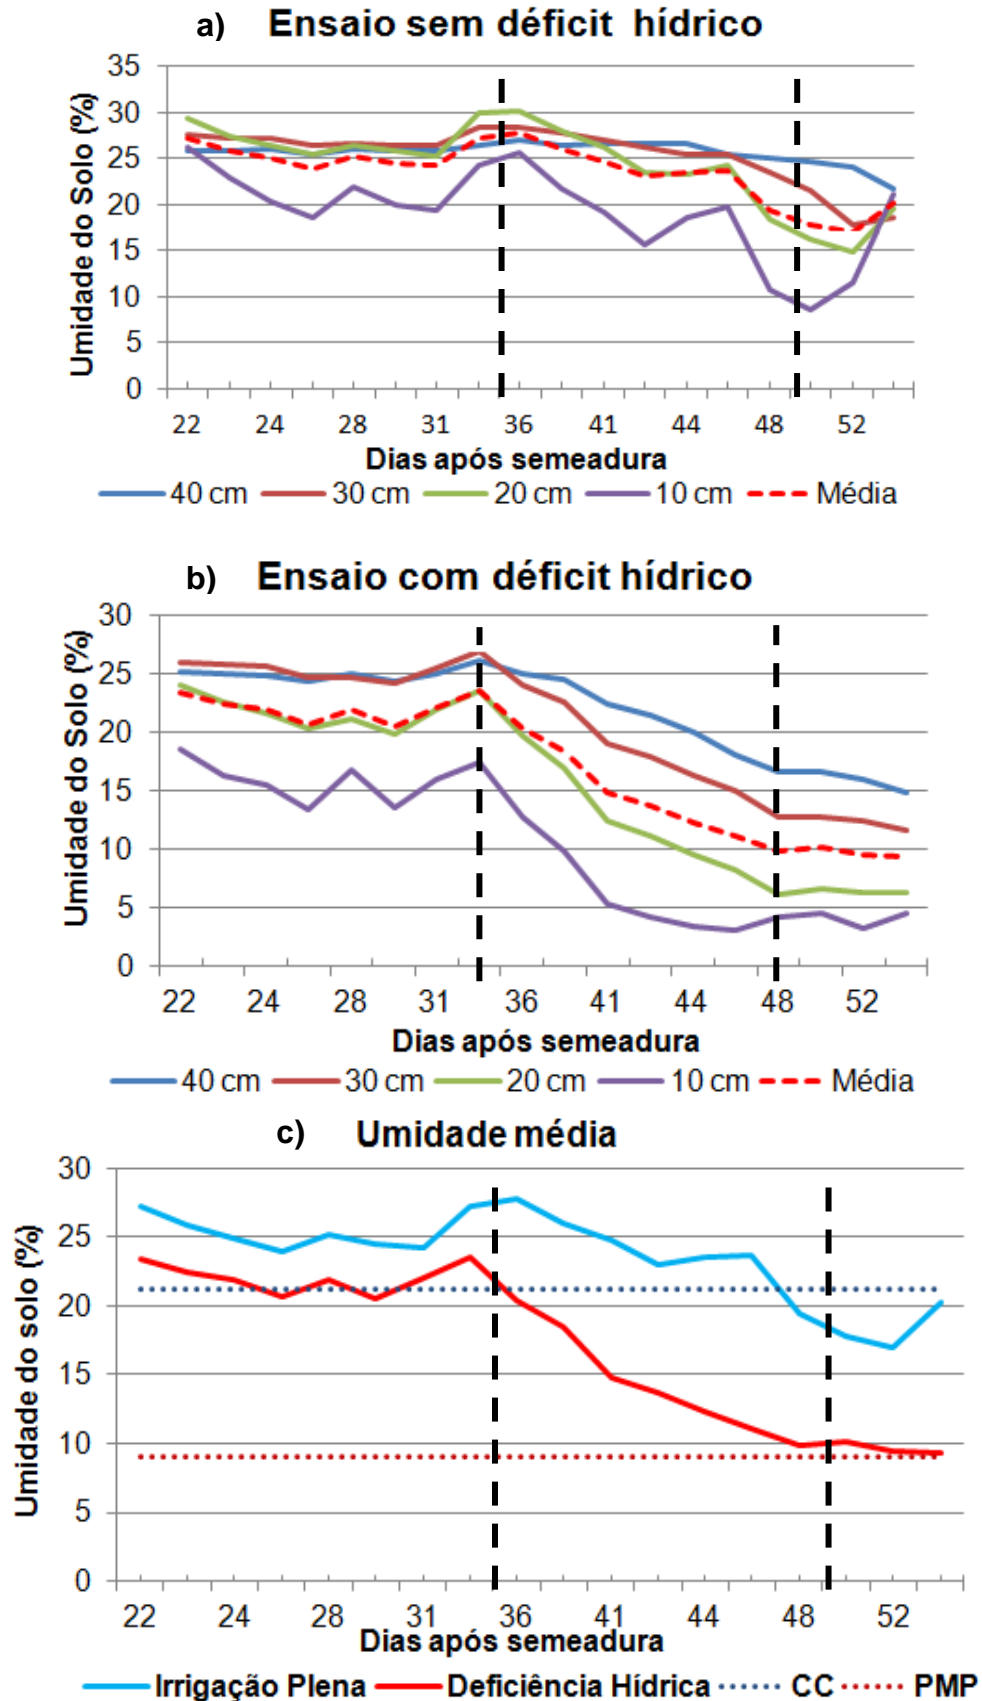 a) Ensaio sem déficit hídrico
35
30
25
20
15
10
5
0
Umidade do Solo (%)
22 24 28 31 36 41 44 48 52
Dias após semeadura
40 cm 30 cm 20 cm 10 cm Média
b) Ensaio com déficit hídrico
30
25
20
15
10
5
0
Umidade do Solo (%)
22 24 28 31 36 41 44 48 52
Dias após semeadura
40 cm 30 cm 20 cm 10 cm Média
c) Umidade média
30
25
20
15
10
5
0
Umidade do solo (%)
22 24 28 31 36 41 44 48 52
Dias após semeadura
Irrigação Plena Deficiência Hídrica CC PMP